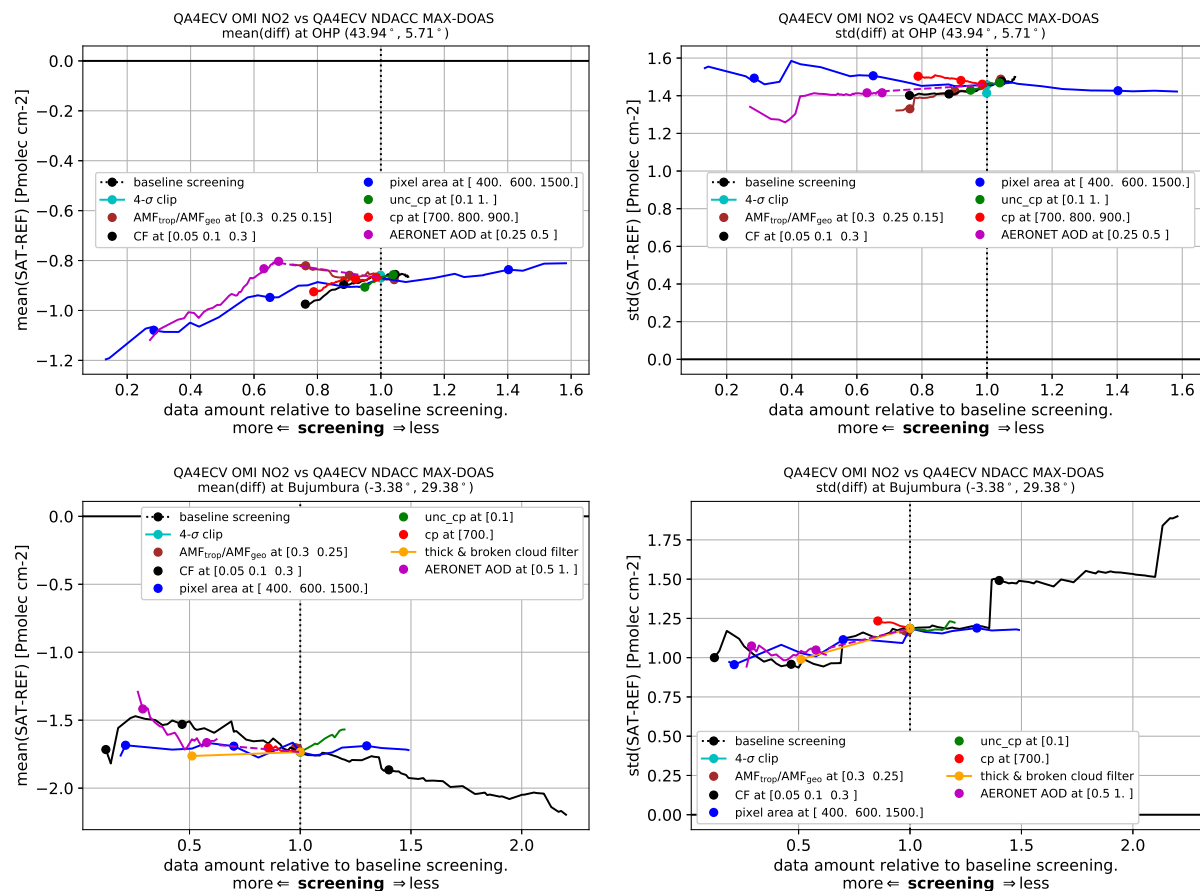 QA4ECV OMI NO2 vs QA4ECV NDACC MAX-DOAS
mean(diff) at OHP (43.94°, 5.71°)
mean(SAT-REF) [Pmolec cm-2]
0.0
−0.2
−0.4
−0.6
−0.8
−1.0
−1.2
baseline screening
4-σ clip
AMFtrop/AMFgeo at [0.3 0.25 0.15]
CF at [0.05 0.1 0.3 ]
pixel area at [ 400. 600. 1500.]
unc_cp at [0.1 1. ]
cp at [700. 800. 900.]
AERONET AOD at [0.25 0.5 ]
0.2 0.4 0.6 0.8 1.0 1.2 1.4 1.6
data amount relative to baseline screening.
more⇐ screening ⇒less
QA4ECV OMI NO2 vs QA4ECV NDACC MAX-DOAS
std(diff) at OHP (43.94°, 5.71°)
std(SAT-REF) [Pmolec cm-2]
1.6
1.4
1.2
1.0
0.8
0.6
0.4
0.2
0.0
baseline screening
4-σ clip
AMFtrop/AMFgeo at [0.3 0.25 0.15]
CF at [0.05 0.1 0.3 ]
pixel area at [ 400. 600. 1500.]
unc_cp at [0.1 1. ]
cp at [700. 800. 900.]
AERONET AOD at [0.25 0.5 ]
0.2 0.4 0.6 0.8 1.0 1.2 1.4 1.6
data amount relative to baseline screening.
more⇐ screening ⇒less
QA4ECV OMI NO2 vs QA4ECV NDACC MAX-DOAS
mean(diff) at Bujumbura (-3.38°, 29.38°)
mean(SAT-REF) [Pmolec cm-2]
0.0
−0.5
−1.0
−1.5
−2.0
baseline screening
4-σ clip
AMFtrop/AMFgeo at [0.3 0.25]
CF at [0.05 0.1 0.3 ]
pixel area at [ 400. 600. 1500.]
unc_cp at [0.1]
cp at [700.]
thick & broken cloud filter
AERONET AOD at [0.5 1. ]
0.5 1.0 1.5 2.0
data amount relative to baseline screening.
more⇐ screening ⇒less
QA4ECV OMI NO2 vs QA4ECV NDACC MAX-DOAS
std(diff) at Bujumbura (-3.38°, 29.38°)
std(SAT-REF) [Pmolec cm-2]
1.75
1.50
1.25
1.00
0.75
0.50
0.25
0.00
baseline screening
4-σ clip
AMFtrop/AMFgeo at [0.3 0.25]
CF at [0.05 0.1 0.3 ]
pixel area at [ 400. 600. 1500.]
unc_cp at [0.1]
cp at [700.]
thick & broken cloud filter
AERONET AOD at [0.5 1. ]
0.5 1.0 1.5 2.0
data amount relative to baseline screening.
more⇐ screening ⇒less